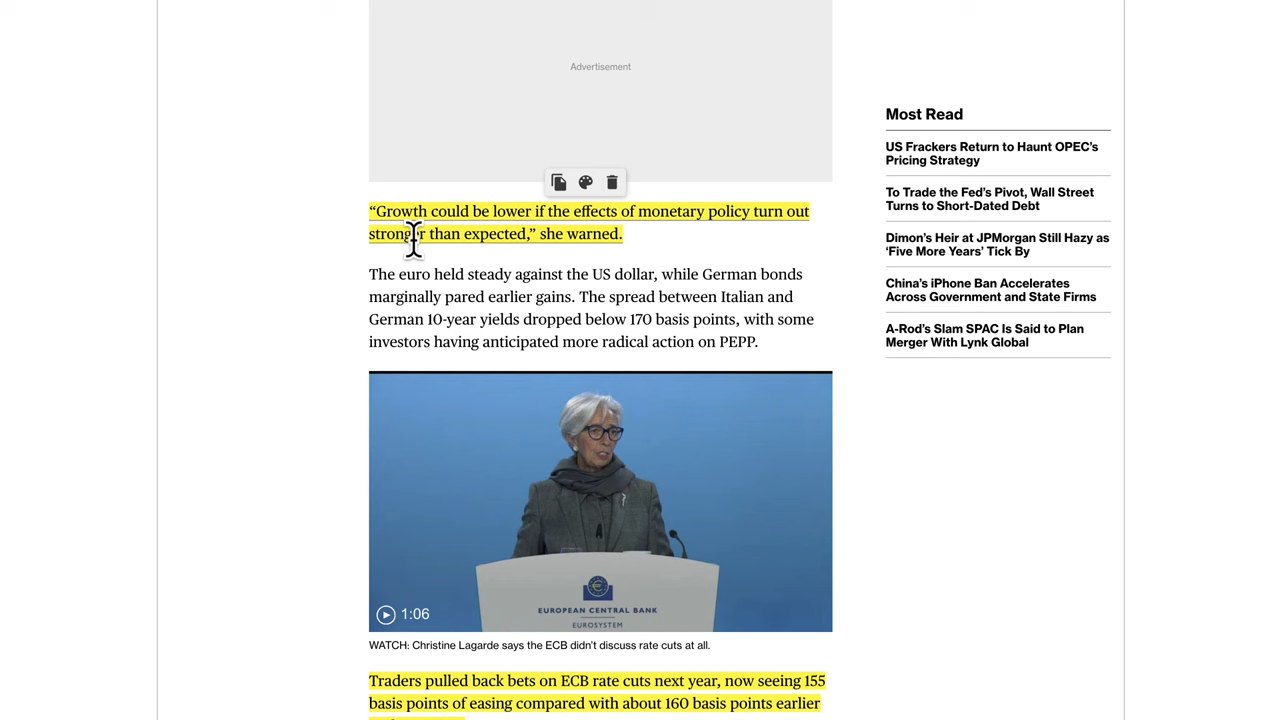 Advertisement
“Growth could be lower if the effects of monetary policy turn out
stronger than expected,” she warned.
The euro held steady against the US dollar, while German bonds
marginally pared earlier gains. The spread between Italian and
German 10-year yields dropped below 170 basis points, with some
investors having anticipated more radical action on PEPP.
1:06
EUROPEAN CENTRAL BANK
EUROSYSTEM
WATCH: Christine Lagarde says the ECB didn’t discuss rate cuts at all.
Traders pulled back bets on ECB rate cuts next year, now seeing 155
basis points of easing compared with about 160 basis points earlier
Most Read
US Frackers Return to Haunt OPEC’s
Pricing Strategy
To Trade the Fed’s Pivot, Wall Street
Turns to Short-Dated Debt
Dimon’s Heir at JPMorgan Still Hazy as
‘Five More Years’ Tick By
China’s iPhone Ban Accelerates
Across Government and State Firms
A-Rod’s Slam SPAC Is Said to Plan
Merger With Lynk Global